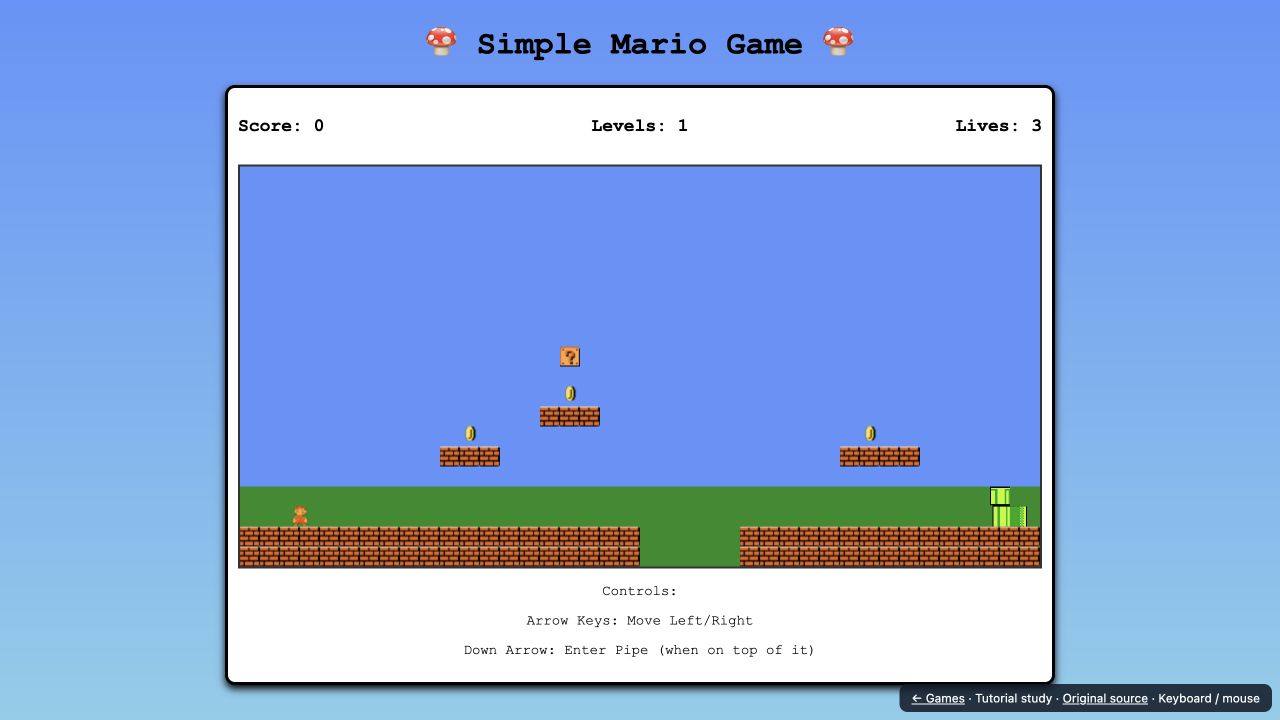 🍄 Simple Mario Game 🍄
Score: 0 Levels: 1 Lives: 3
?
Controls:
Arrow Keys: Move Left/Right
Down Arrow: Enter Pipe (when on top of it)
← Games · Tutorial study · Original source · Keyboard / mouse